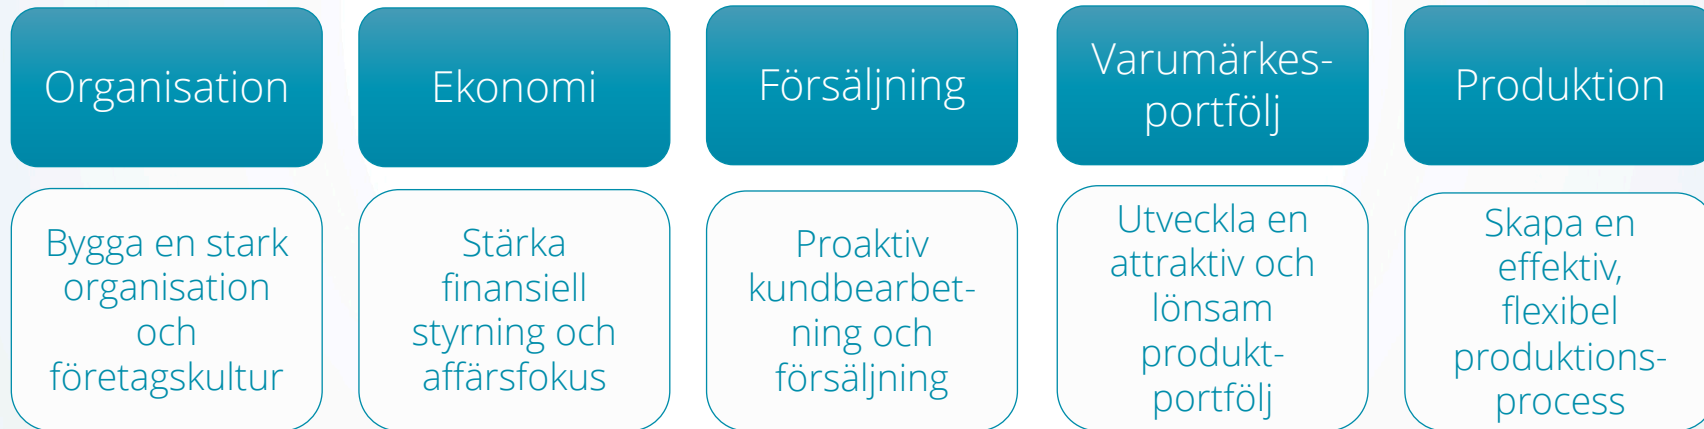 Organisation
Ekonomi
Försäljning
Varumärkes-
portfölj
Produktion
Bygga en stark
organisation
och
företagskultur
Stärka
finansiell
styrning och
affärsfokus
Proaktiv
kundbearbet-
ning och
försäljning
Utveckla en
attraktiv och
lönsam
produkt-
portfölj
Skapa en
effektiv,
flexibel
produktions-
process